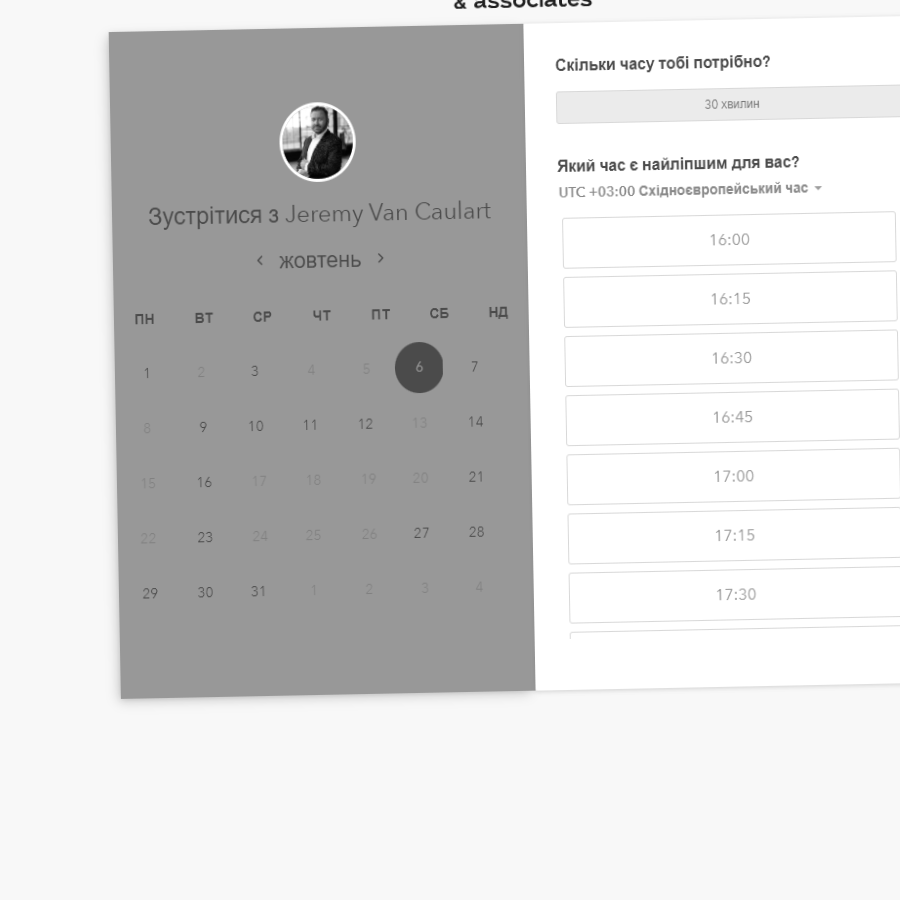 & associates
Зустрітися з Jeremy Van Caulart
жовтень
ПН ВТ СР ЧТ ПТ СБ НД
1 2 3 4 5 6 7
8 9 10 11 12 13 14
15 16 17 18 19 20 21
22 23 24 25 26 27 28
29 30 31 1 2 3 4
Скільки часу тобі потрібно?
30 хвилин
Який час є найліпшим для вас?
UTC +03:00 Східноєвропейський час
16:00
16:15
16:30
16:45
17:00
17:15
17:30